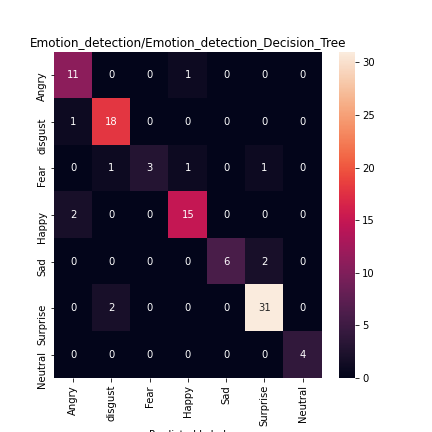 Emotion_detection/Emotion_detection_Decision_Tree
Angry 11 0 0 1 0 0 0
disgust 1 18 0 0 0 0 0
Fear 0 1 3 1 0 1 0
Happy 2 0 0 15 0 0 0
Sad 0 0 0 0 6 2 0
Surprise 0 2 0 0 0 31 0
Neutral 0 0 0 0 0 0 4
Angry disgust Fear Happy Sad Surprise Neutral
30
25
20
15
10
5
0